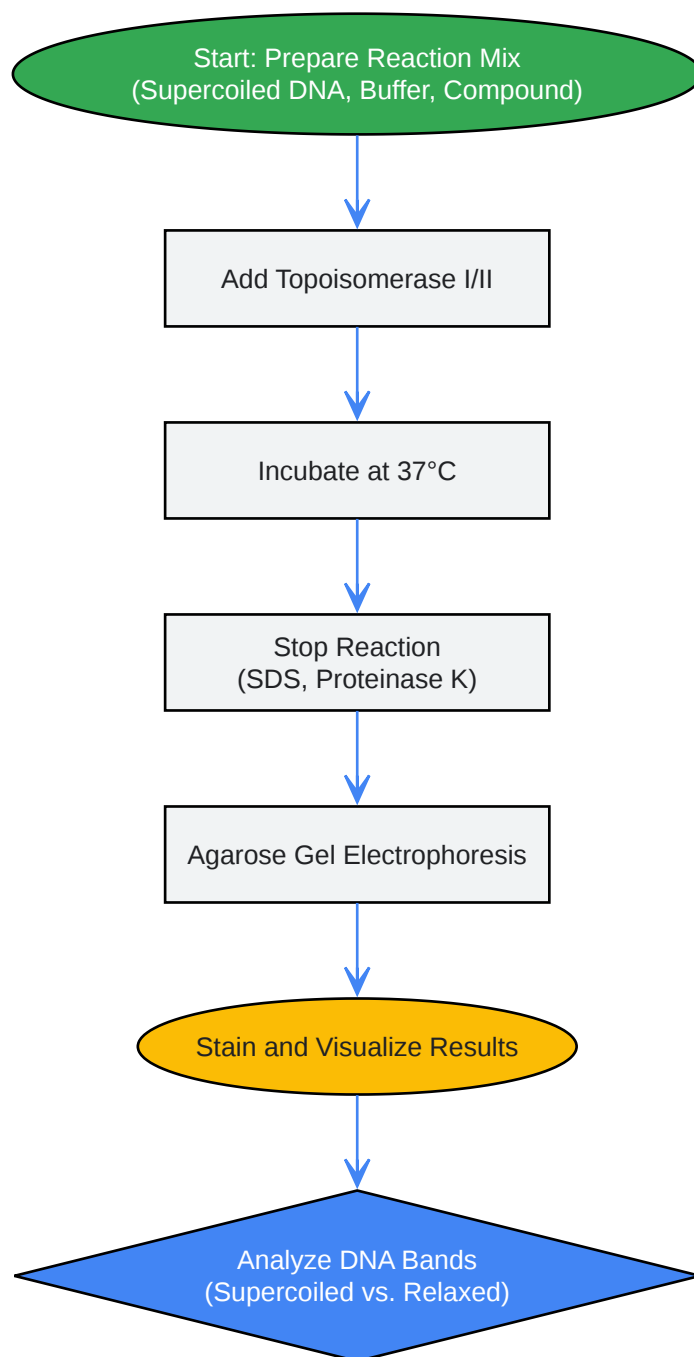 Start: Prepare Reaction Mix
(Supercoiled DNA, Buffer, Compound)
Add Topoisomerase I/II
Incubate at 37°C
Stop Reaction
(SDS, Proteinase K)
Agarose Gel Electrophoresis
Stain and Visualize Results
Analyze DNA Bands
(Supercoiled vs. Relaxed)